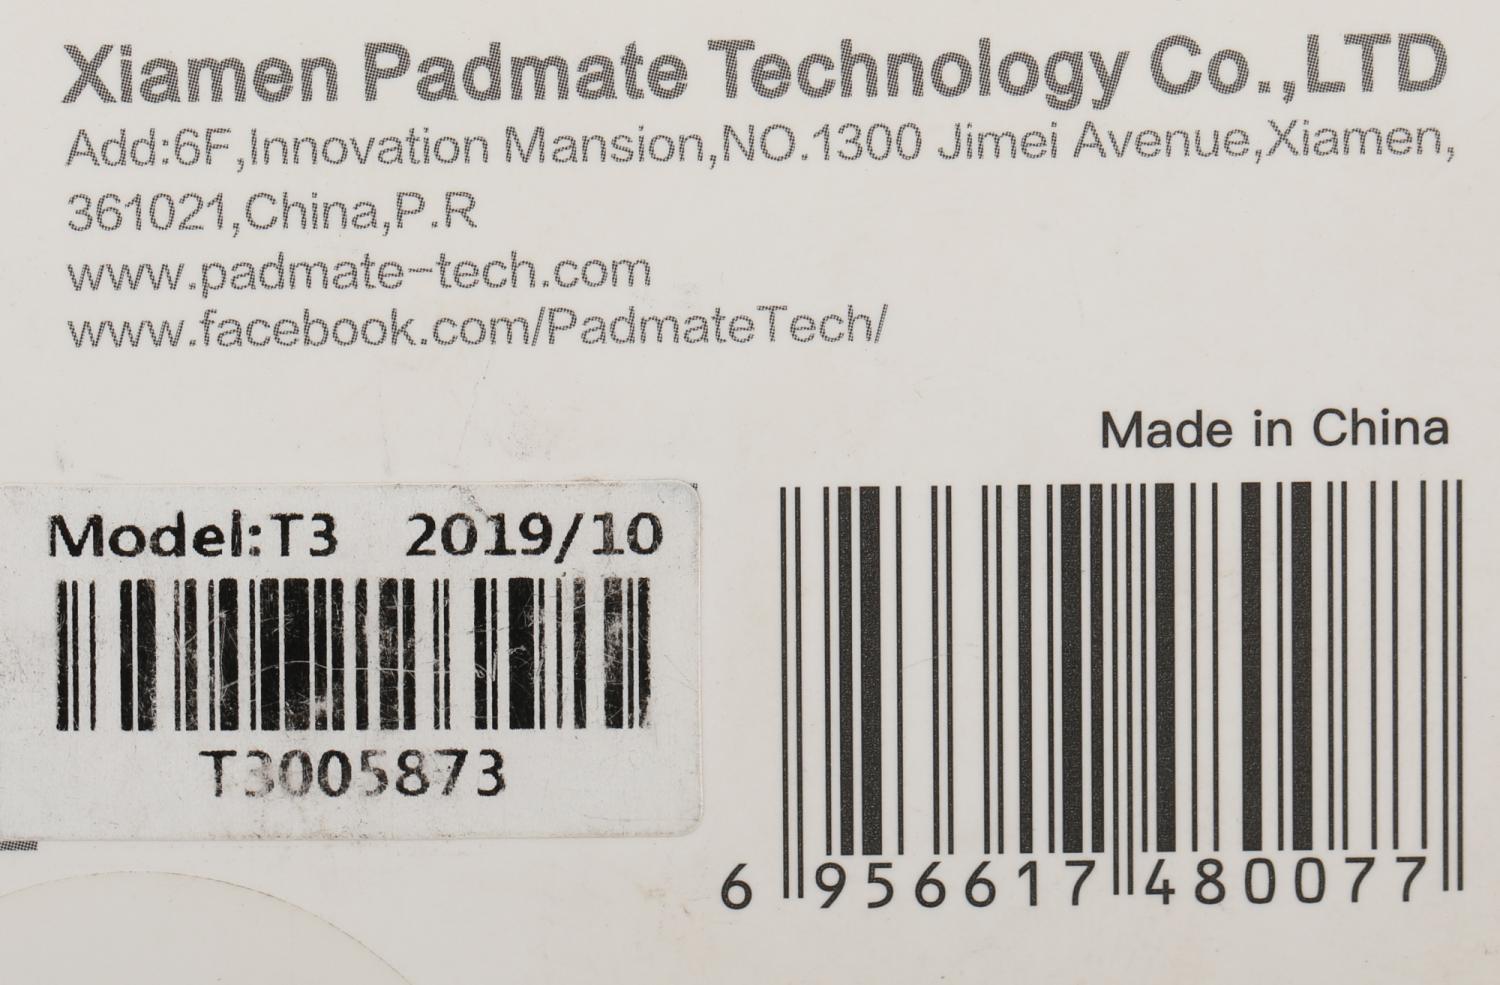 Xiamen Padmate Technology Co.,LTD
Add:6F,Innovation Mansion,NO.1300 Jimei Avenue,Xiamen,
361021,China,P.R
www.padmate-tech.com
www.facebook.com/PadmateTech/
Made in China
Model:T3 2019/10
T3005873
6 956617 480077